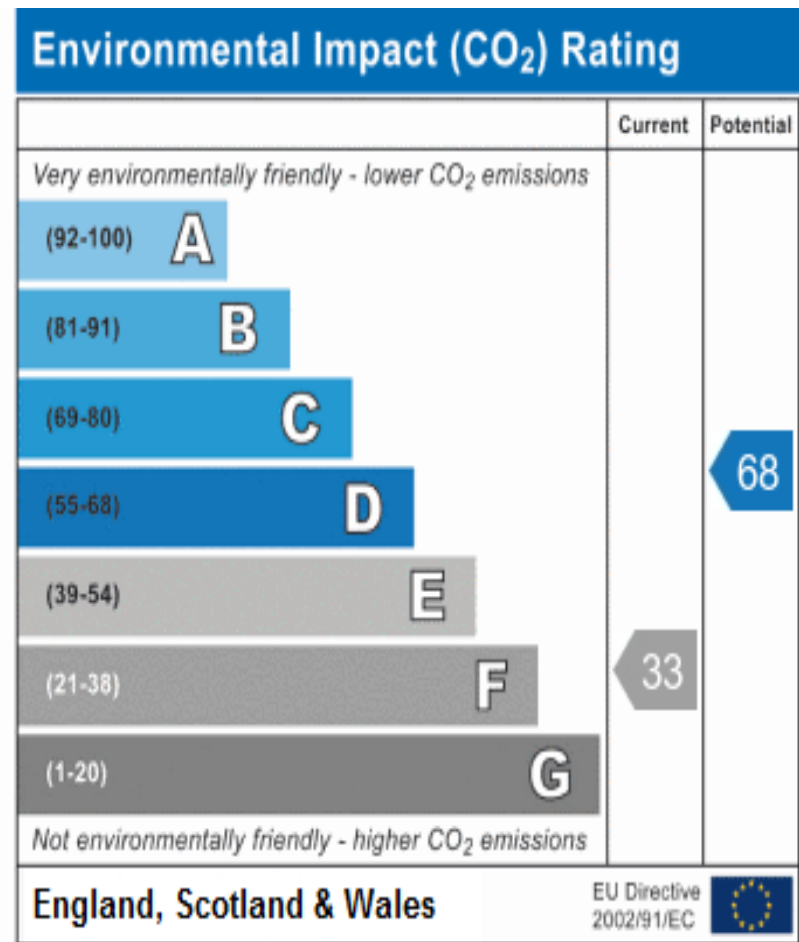 Environmental Impact (CO₂) Rating
Current Potential
Very environmentally friendly - lower CO₂ emissions
(92-100) A
(81-91) B
(69-80) C
(55-68) D
68
(39-54) E
(21-38) F
33
(1-20) G
Not environmentally friendly - higher CO₂ emissions
England, Scotland & Wales
EU Directive
2002/91/EC